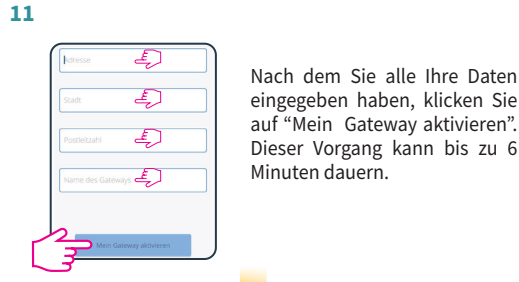 11
Adresse
Stadt
Postleitzahl
Name des Gateways
Mein Gateway aktivieren
Nach dem Sie alle Ihre Daten
eingegeben haben, klicken Sie
auf “Mein Gateway aktivieren”.
Dieser Vorgang kann bis zu 6
Minuten dauern.